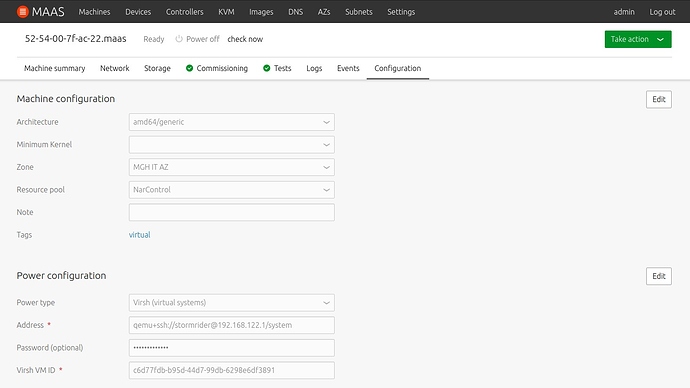 MAAS Machines Devices Controllers KVM Images DNS AZs Subnets Settings admin Log out
52-54-00-7f-ac-22.maas Ready Power off check now Take action
Machine summary Network Storage Commissioning Tests Logs Events Configuration
Machine configuration Edit
Architecture amd64/generic
Minimum Kernel
Zone MGH IT AZ
Resource pool NarControl
Note
Tags virtual
Power configuration Edit
Power type Virsh (virtual systems)
Address * qemu+ssh://stormrider@192.168.122.1/system
Password (optional) •••••••••••••
Virsh VM ID * c6d77fdb-b95d-44d7-99db-6298e6df3891